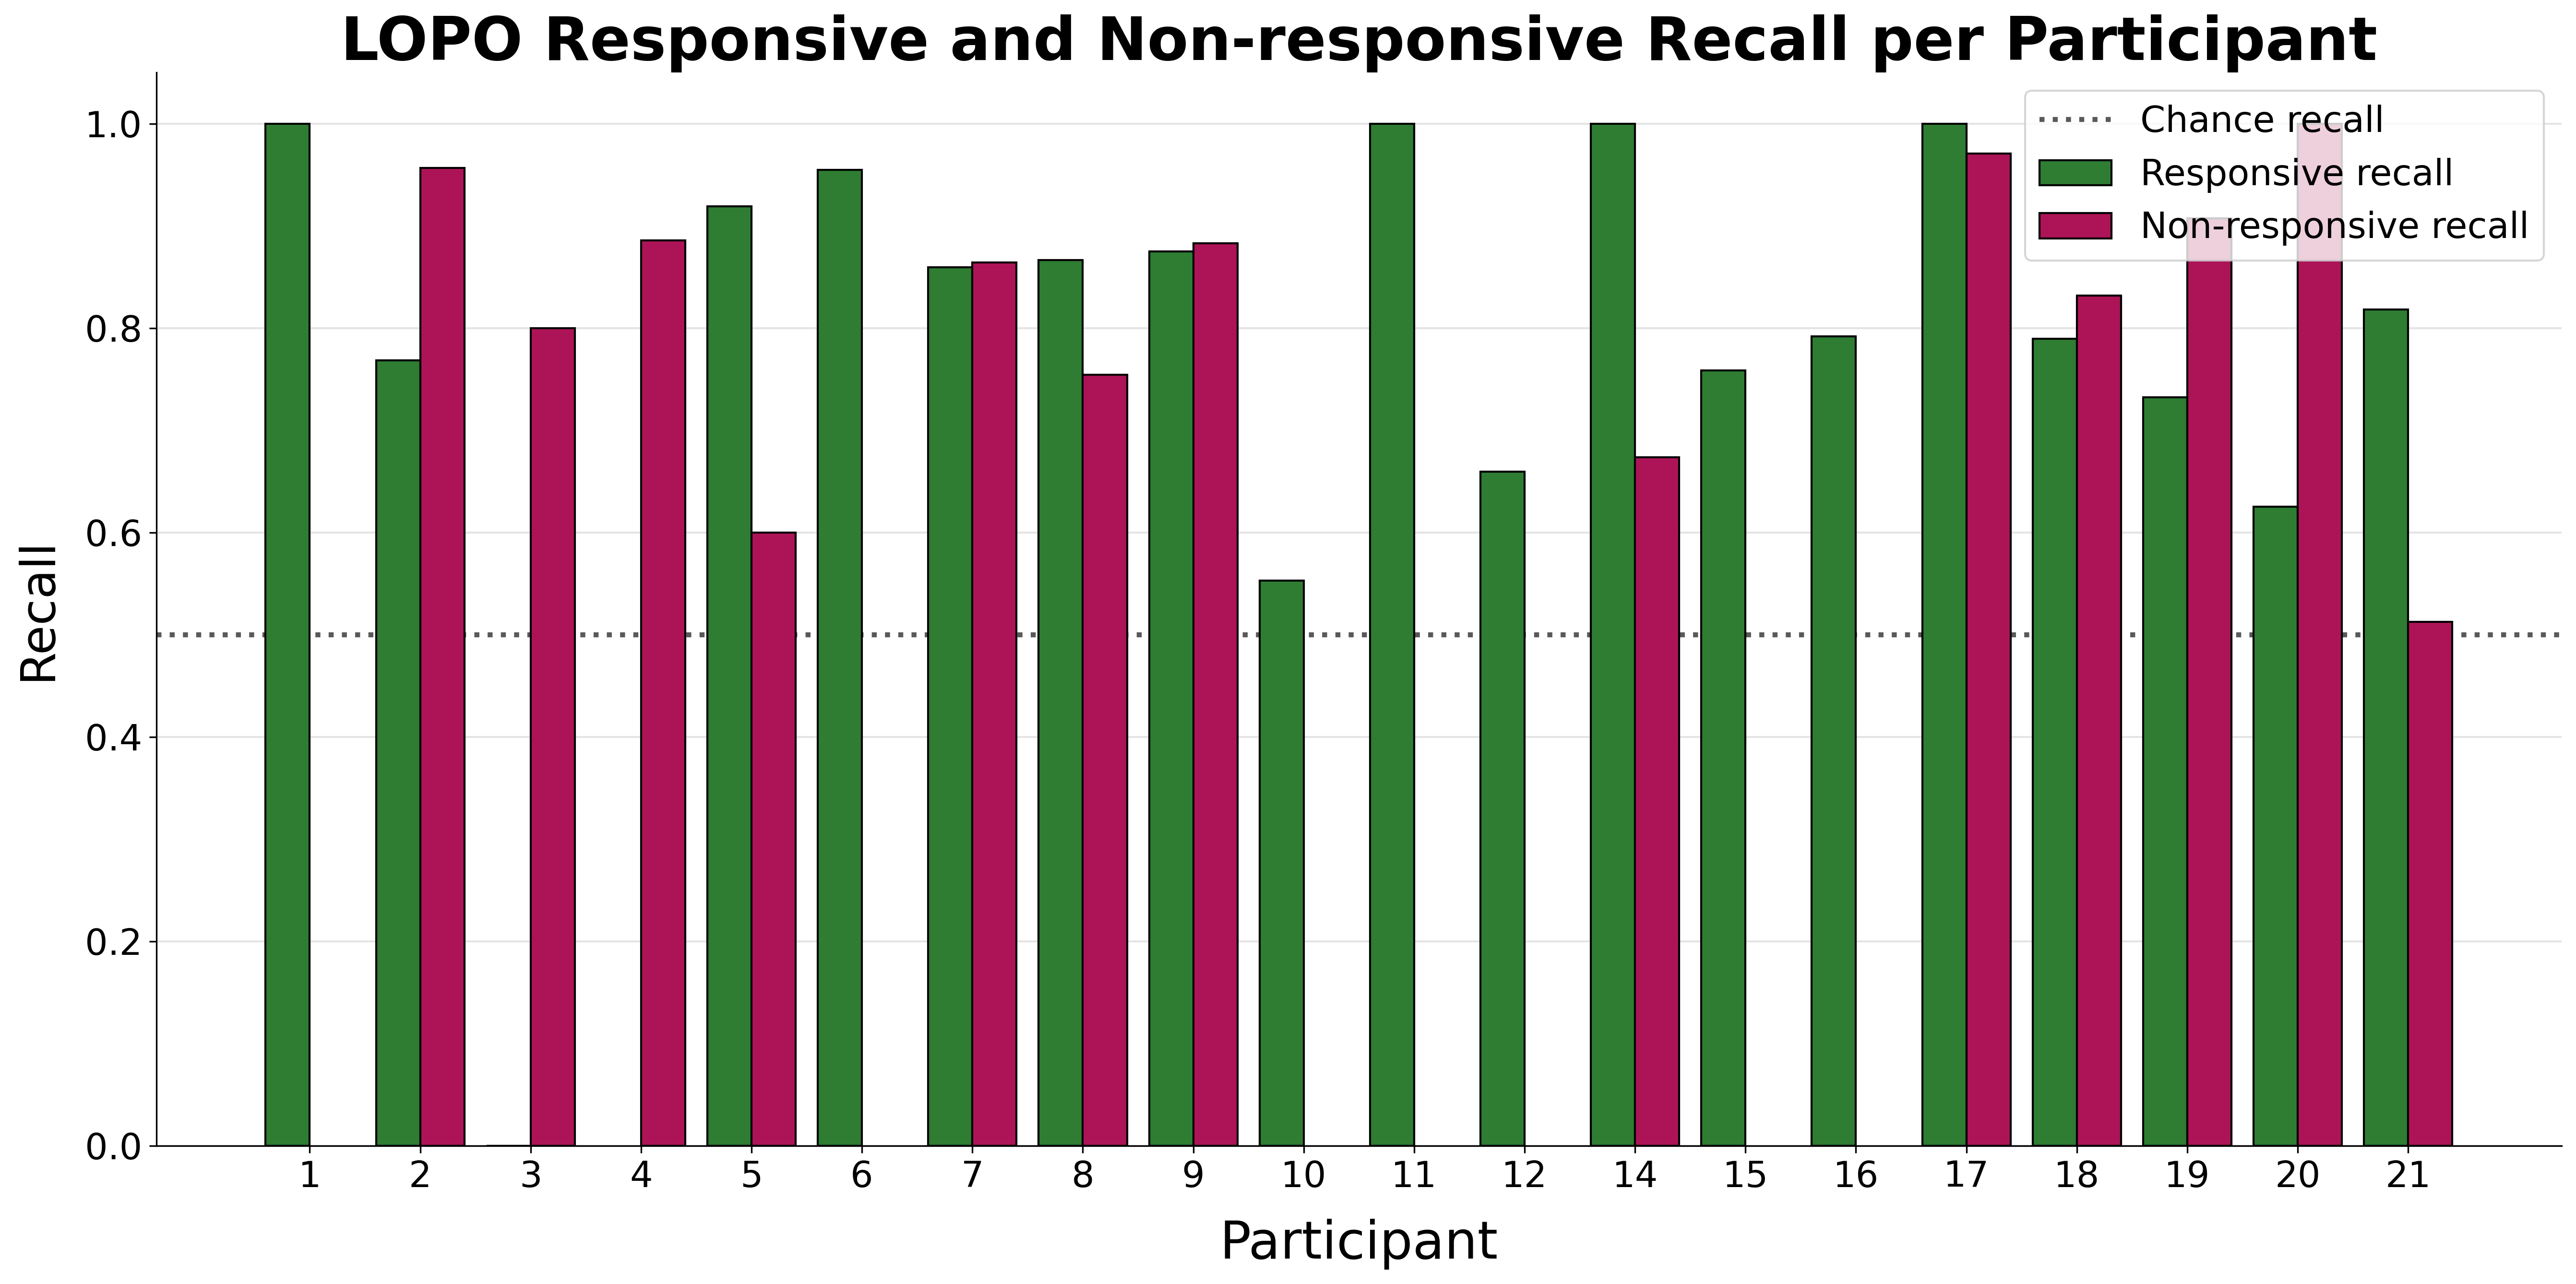 LOPO Responsive and Non-responsive Recall per Participant
Chance recall
Responsive recall
Non-responsive recall
1.0
0.8
0.6
0.4
0.2
0.0
Recall
1 2 3 4 5 6 7 8 9 10 11 12 14 15 16 17 18 19 20 21
Participant